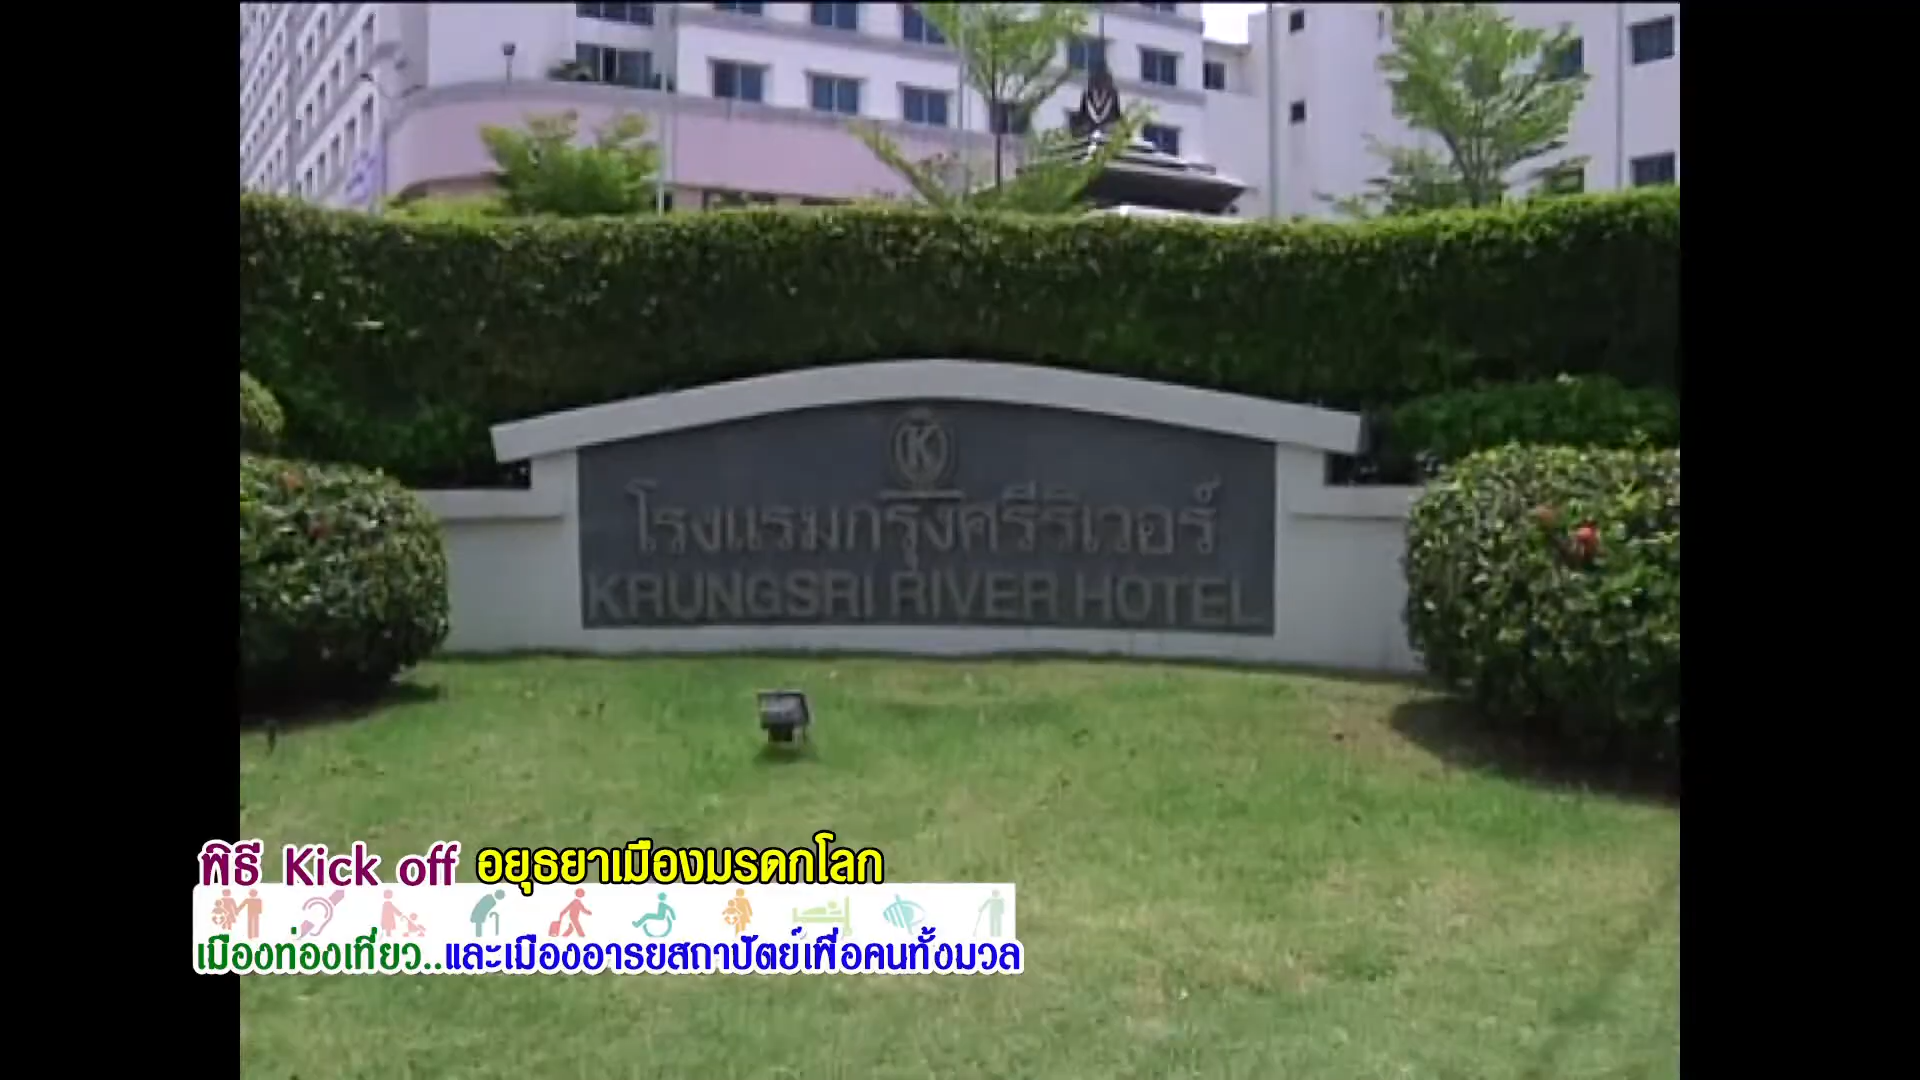 K
โรงแรมกรุงศรีริเวอร์
KRUNGSRI RIVER HOTEL
พิธี Kick off อยุธยาเมืองมรดกโลก
เมืองท่องเที่ยว..และเมืองอารยสถาปัตย์เพื่อคนทั้งมวล